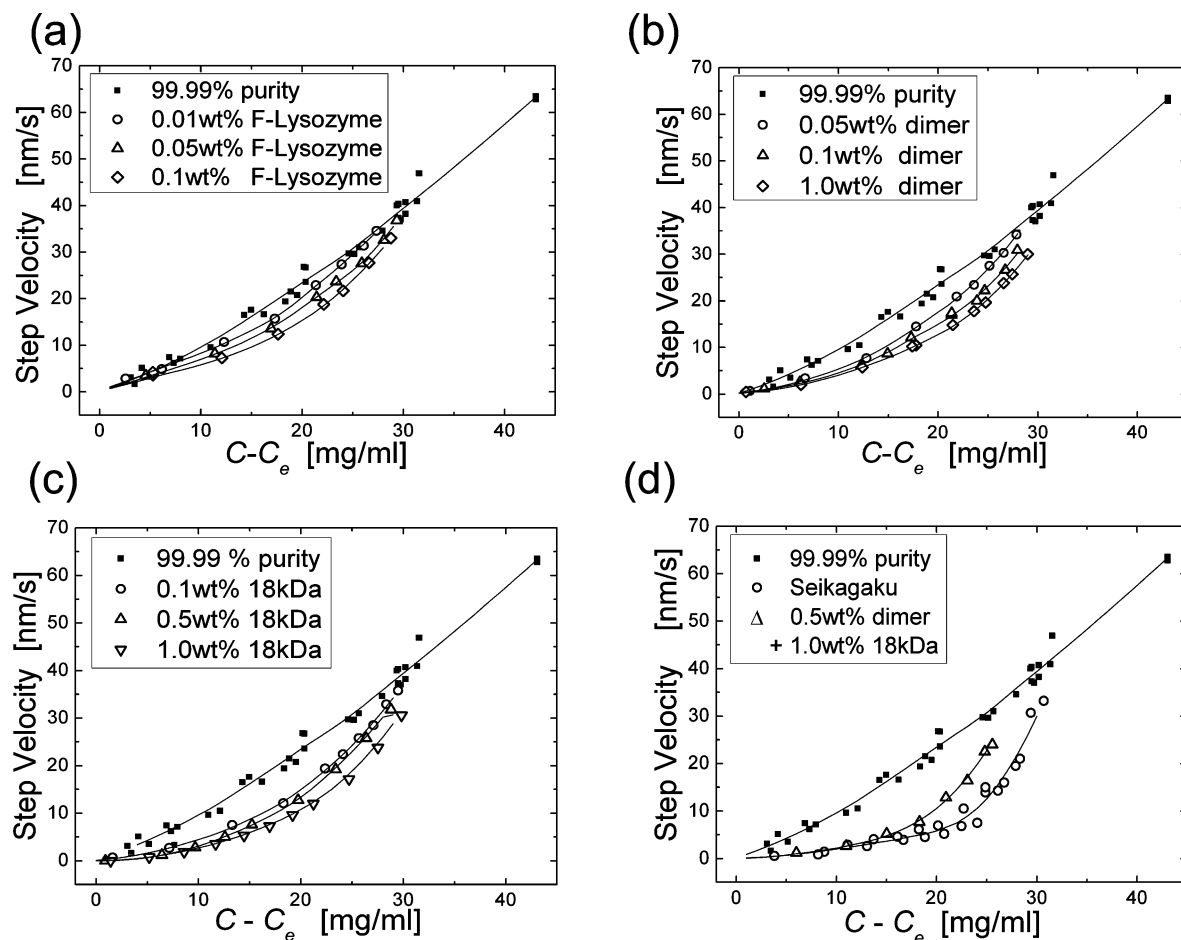 (a)
Step Velocity [nm/s]
70
60
50
40
30
20
10
0
99.99% purity
0.01wt% F-Lysozyme
0.05wt% F-Lysozyme
0.1wt% F-Lysozyme
0 10 20 30 40
C-Ce [mg/ml]
(b)
Step Velocity [nm/s]
70
60
50
40
30
20
10
0
99.99% purity
0.05wt% dimer
0.1wt% dimer
1.0wt% dimer
0 10 20 30 40
C-Ce [mg/ml]
(c)
Step Velocity [nm/s]
70
60
50
40
30
20
10
0
99.99 % purity
0.1wt% 18kDa
0.5wt% 18kDa
1.0wt% 18kDa
0 10 20 30 40
C - Ce [mg/ml]
(d)
Step Velocity [nm/s]
70
60
50
40
30
20
10
0
99.99% purity
Seikagaku
0.5wt% dimer
+ 1.0wt% 18kDa
0 10 20 30 40
C - Ce [mg/ml]